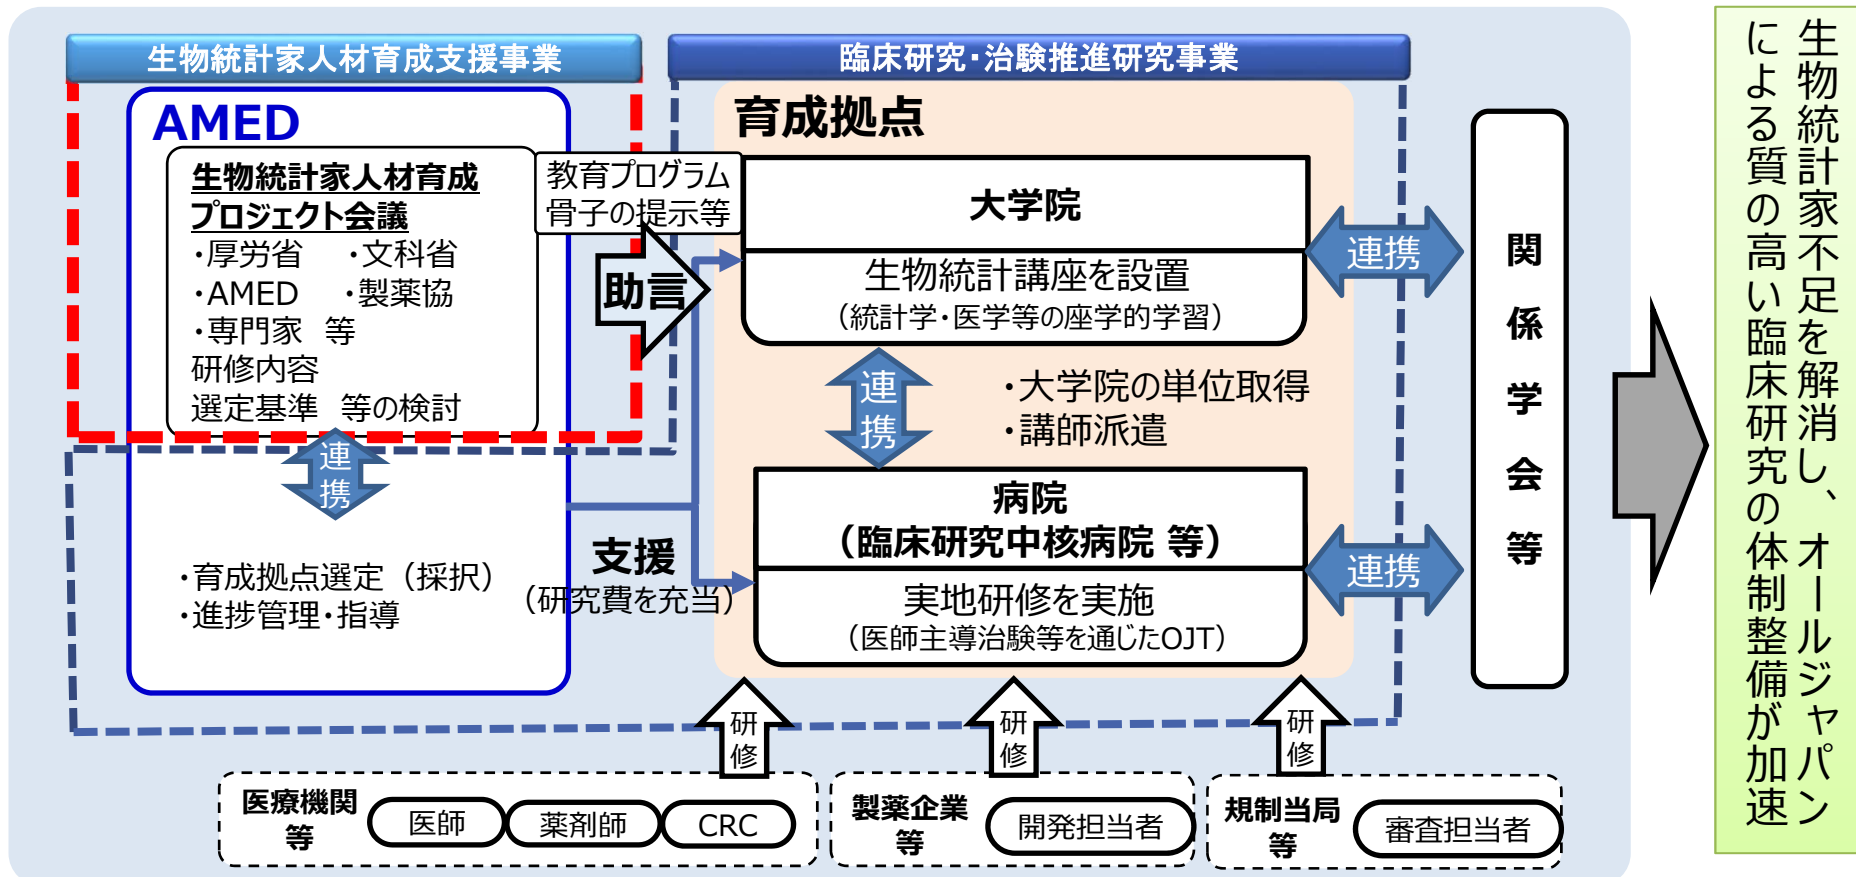 生物統計家人材育成支援事業
臨床研究・治験推進研究事業
AMED
生物統計家人材育成
プロジェクト会議
・厚労省 ・文科省
・AMED ・製薬協
・専門家 等
研修内容
選定基準 等の検討
連携
・育成拠点選定（採択）
・進捗管理・指導
教育プログラム
骨子の提示等
助言
支援
（研究費を充当）
育成拠点
大学院
生物統計講座を設置
（統計学・医学等の座学的学習）
連携
・大学院の単位取得
・講師派遣
病院
（臨床研究中核病院 等）
実地研修を実施
（医師主導治験等を通じたOJT）
連携
連携
関係学会等
研修
研修
研修
医療機関
等
医師
薬剤師
CRC
製薬企業
等
開発担当者
規制当局
等
審査担当者
生物統計家不足を解消し、オールジャパン
による質の高い臨床研究の体制整備が加速